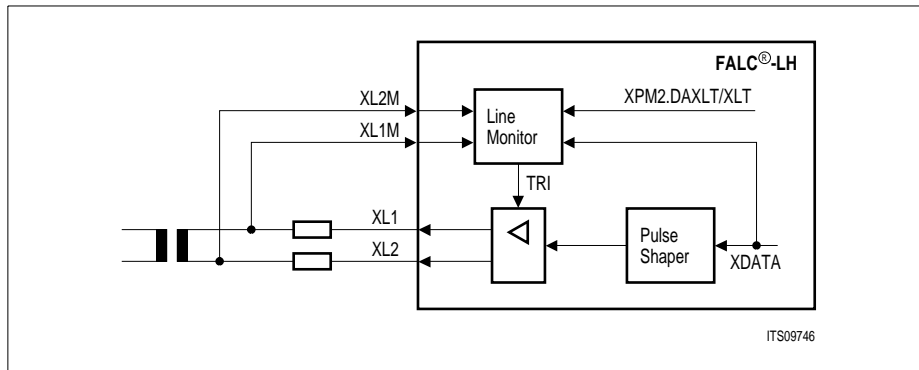 FALC®-LH
XL2M
XPM2.DAXLT/XLT
Line
Monitor
XL1M
TRI
XL1
XL2
Pulse
Shaper
XDATA
ITS09746